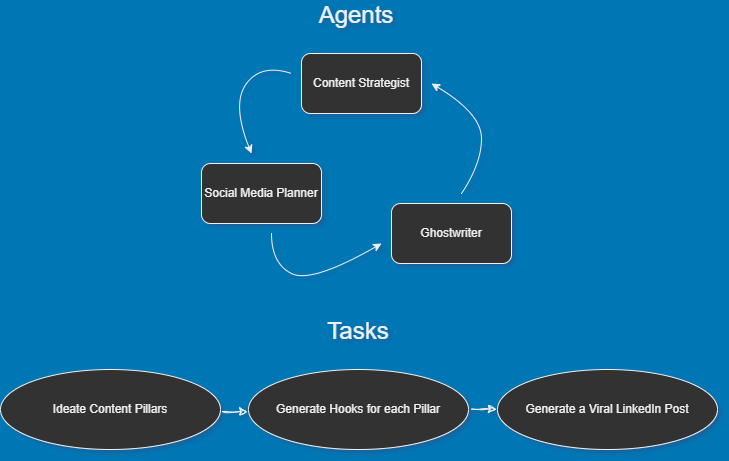 Agents
Content Strategist
Social Media Planner
Ghostwriter
Tasks
Ideate Content Pillars
Generate Hooks for each Pillar
Generate a Viral LinkedIn Post